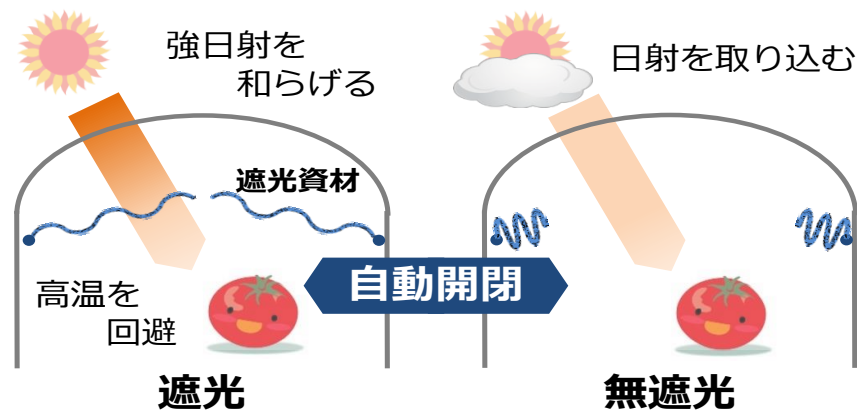 強日射を
和らげる
遮光資材
高温を
回避
遮光
自動開閉
日射を取り込む
無遮光